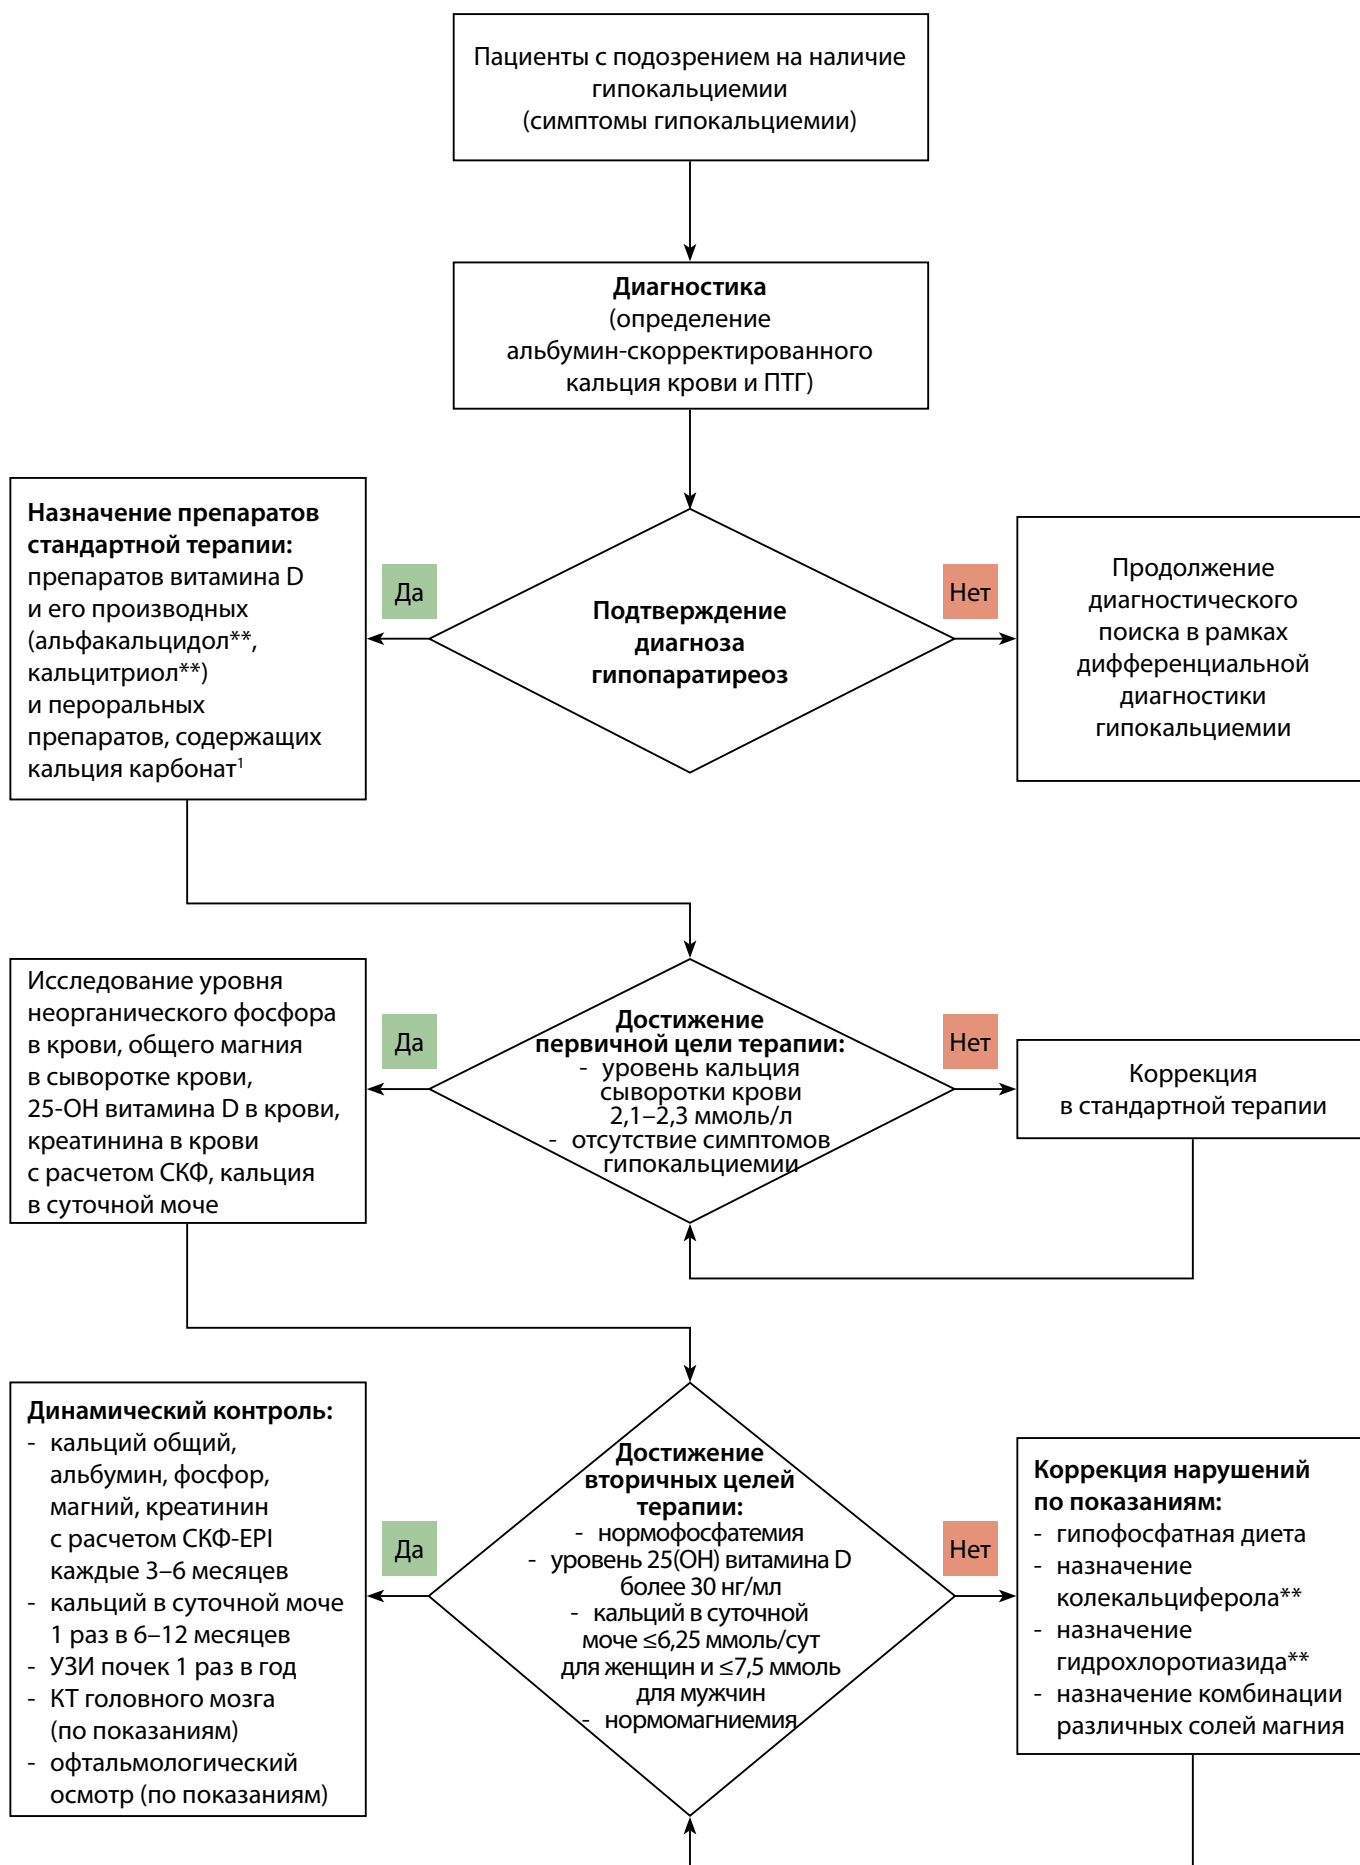 Пациенты с подозрением на наличие
гипокальциемии
(симптомы гипокальциемии)
Диагностика
(определение
альбумин-скорректированного
кальция крови и ПТГ)
Назначение препаратов
стандартной терапии:
препаратов витамина D
и его производных
(альфакальцидол**,
кальцитриол**)
и пероральных
препаратов, содержащих
кальция карбонат¹
Да
Подтверждение
диагноза
гипопаратиреоз
Нет
Продолжение
диагностического
поиска в рамках
дифференциальной
диагностики
гипокальциемии
Исследование уровня
неорганического фосфора
в крови, общего магния
в сыворотке крови,
25-ОН витамина D в крови,
креатинина в крови
с расчетом СКФ, кальция
в суточной моче
Да
Достижение
первичной цели терапии:
- уровень кальция
сыворотки крови
2,1–2,3 ммоль/л
- отсутствие симптомов
гипокальциемии
Нет
Коррекция
в стандартной терапии
Динамический контроль:
- кальций общий,
альбумин, фосфор,
магний, креатинин
с расчетом СКФ-EPI
каждые 3–6 месяцев
- кальций в суточной моче
1 раз в 6–12 месяцев
- УЗИ почек 1 раз в год
- КТ головного мозга
(по показаниям)
- офтальмологический
осмотр (по показаниям)
Да
Достижение
вторичных целей
терапии:
- нормофосфатемия
- уровень 25(ОН) витамина D
более 30 нг/мл
- кальций в суточной
моче ≤6,25 ммоль/сут
для женщин и ≤7,5 ммоль
для мужчин
- нормомагниемия
Нет
Коррекция нарушений
по показаниям:
- гипофосфатная диета
- назначение
колекальциферола**
- назначение
гидрохлоротиазида**
- назначение комбинации
различных солей магния